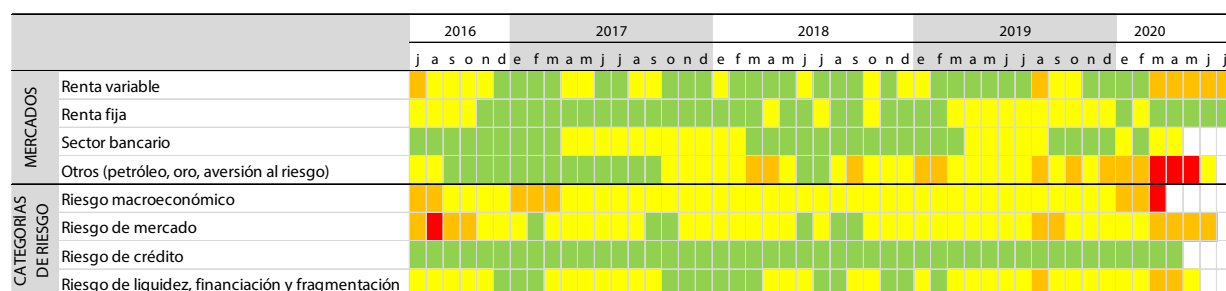 2016 2017 2018 2019 2020
j a s o n d e f m a m j j a s o n d e f m a m j j a s o n d e f m a m j j a s o n d e f m a m j j
MERCADOS
Renta variable
Renta fija
Sector bancario
Otros (petróleo, oro, aversión al riesgo)
CATEGORIAS
DE RIESGO
Riesgo macroeconómico
Riesgo de mercado
Riesgo de crédito
Riesgo de liquidez, financiación y fragmentación